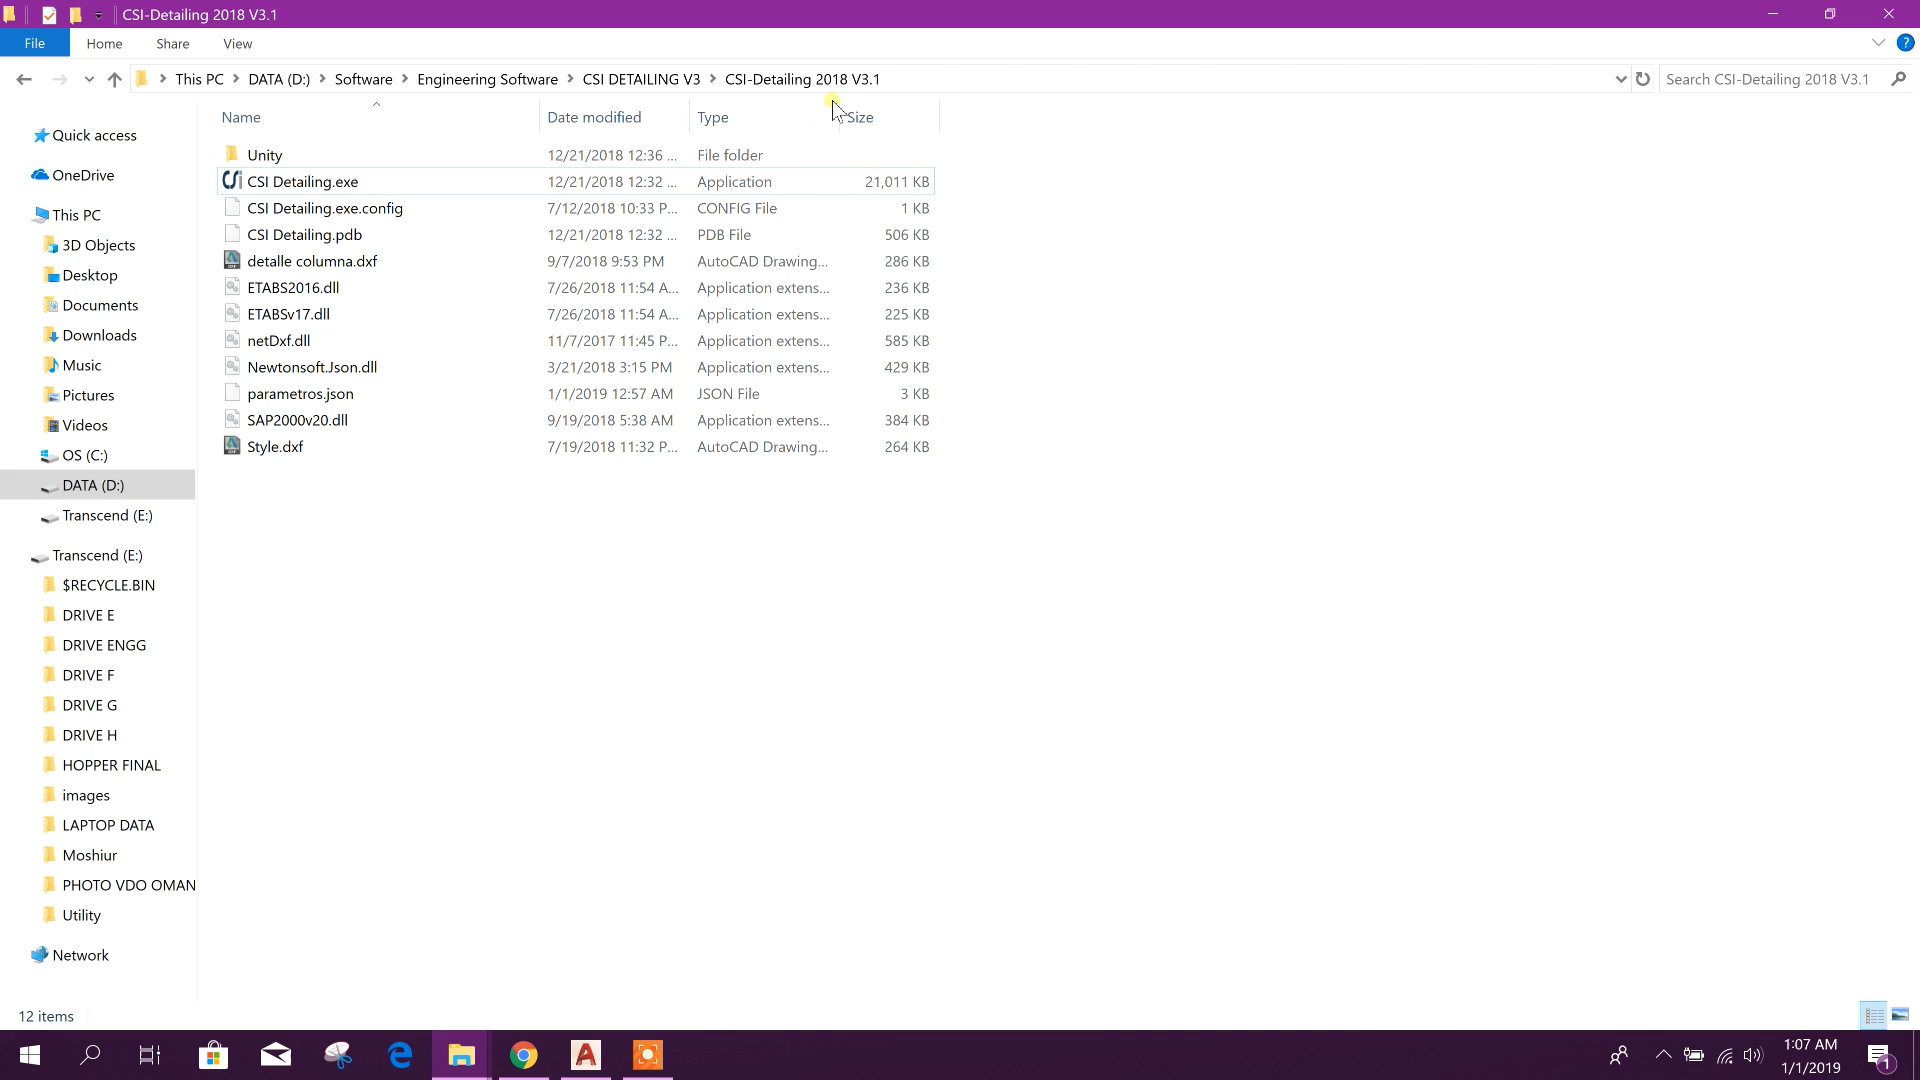 CSI-Detailing 2018 V3.1
File Home Share View
This PC DATA (D:) Software Engineering Software CSI DETAILING V3 CSI-Detailing 2018 V3.1 Search CSI-Detailing 2018 V3.1
Name Date modified Type Size
Unity 12/21/2018 12:36 ... File folder
CSI Detailing.exe 12/21/2018 12:32 ... Application 21,011 KB
CSI Detailing.exe.config 7/12/2018 10:33 P... CONFIG File 1 KB
CSI Detailing.pdb 12/21/2018 12:32 ... PDB File 506 KB
detalle columna.dxf 9/7/2018 9:53 PM AutoCAD Drawing... 286 KB
ETABS2016.dll 7/26/2018 11:54 A... Application extens... 236 KB
ETABSv17.dll 7/26/2018 11:54 A... Application extens... 225 KB
netDxf.dll 11/7/2017 11:45 P... Application extens... 585 KB
Newtonsoft.Json.dll 3/21/2018 3:15 PM Application extens... 429 KB
parametros.json 1/1/2019 12:57 AM JSON File 3 KB
SAP2000v20.dll 9/19/2018 5:38 AM Application extens... 384 KB
Style.dxf 7/19/2018 11:32 P... AutoCAD Drawing... 264 KB
Quick access
OneDrive
This PC
3D Objects
Desktop
Documents
Downloads
Music
Pictures
Videos
OS (C:)
DATA (D:)
Transcend (E:)
Transcend (E:)
$RECYCLE.BIN
DRIVE E
DRIVE ENGG
DRIVE F
DRIVE G
DRIVE H
HOPPER FINAL
images
LAPTOP DATA
Moshiur
PHOTO VDO OMAN
Utility
Network
12 items
1:07 AM
1/1/2019
1